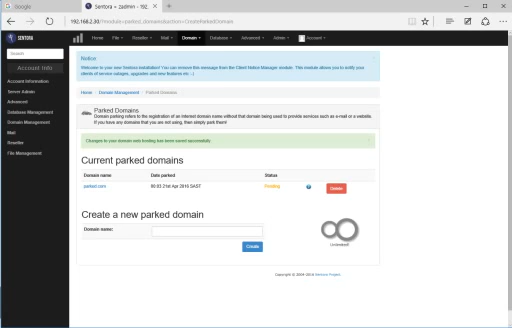 Google
Sentora + zadmin - 192.
192.168.2.30/?module=parked_domains&action=CreateParkedDomain
SENTORA
Home File Reseller Mail Domain Database Advanced Admin Account
Search
Account Info
Account Information
Server Admin
Advanced
Database Management
Domain Management
Mail
Reseller
File Management
Notice
Welcome to your new Sentora installation! You can remove this message from the Client Notice Manager module. This module allows you to notify your
clients of service outages, upgrades and new features etc :-)
Home / Domain Management / Parked Domains
Parked Domains
Domain parking refers to the registration of an Internet domain name without that domain being used to provide services such as e-mail or a website.
If you have any domains that you are not using, then simply park them!
Changes to your domain web hosting has been saved successfully.
Current parked domains
Domain name Date parked Status
parked.com 00:03 21st Apr 2016 SAST Pending Delete
Create a new parked domain
Domain name:
Create
Unlimited
Copyright © 2004-2016 Sentora Project.